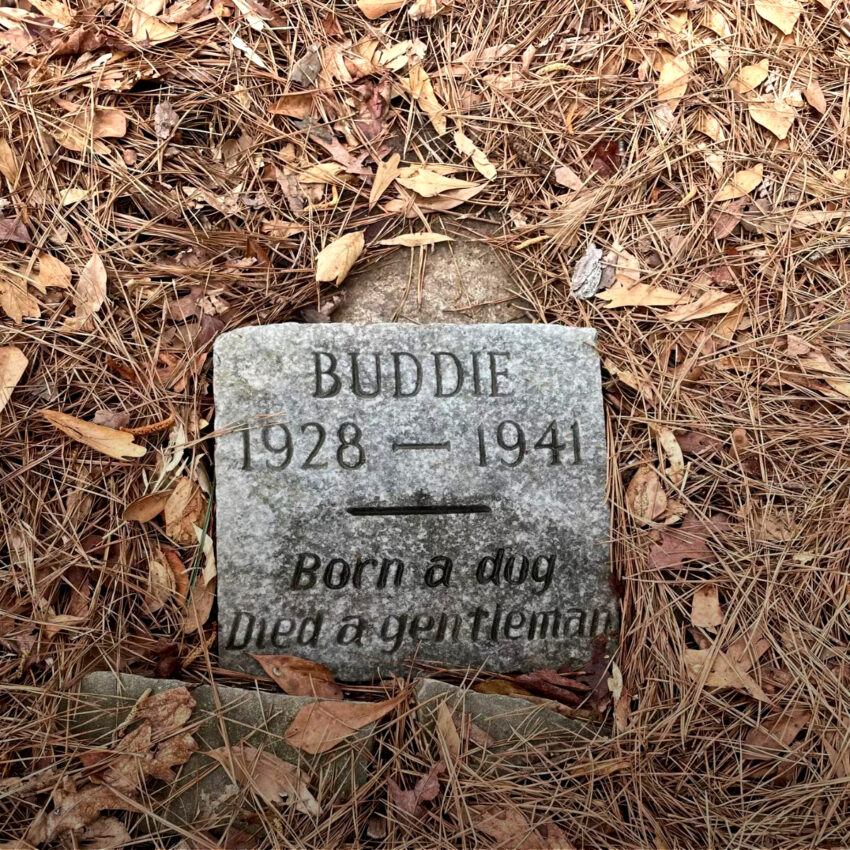 BUDDIE
1928 — 1941
Born a dog
Died a gentleman